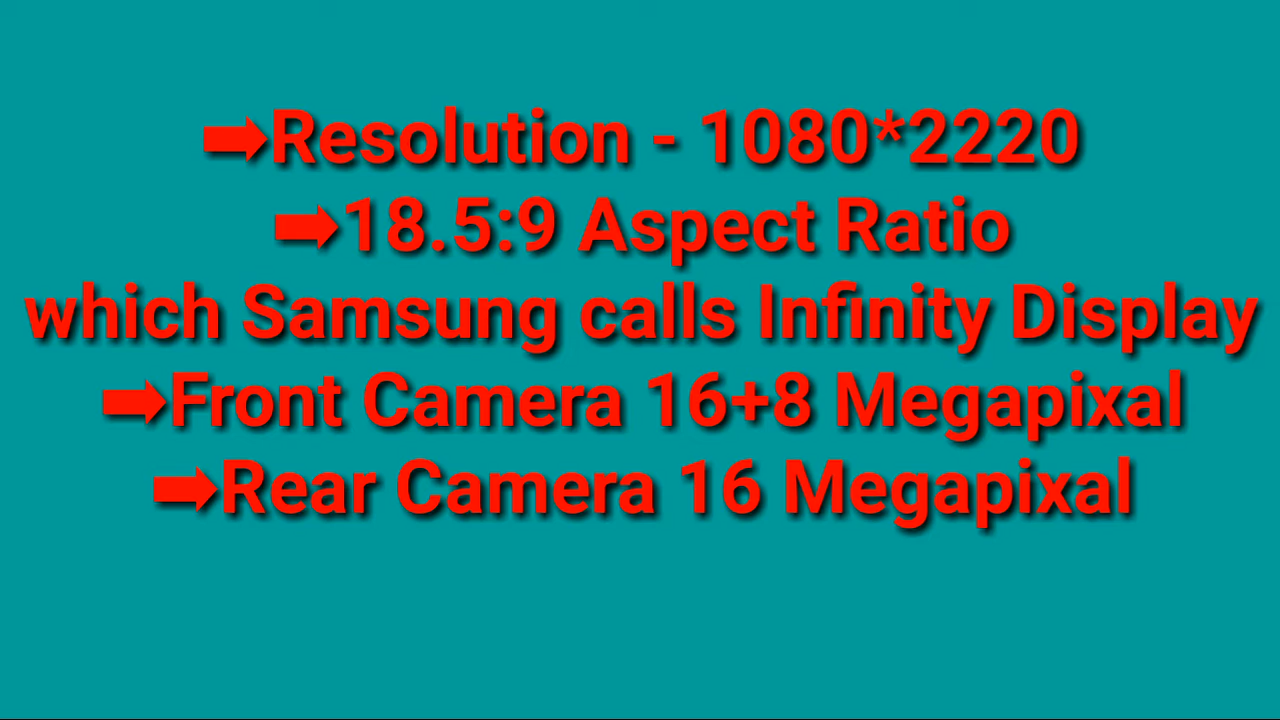 ➡Resolution - 1080*2220
➡18.5:9 Aspect Ratio
which Samsung calls Infinity Display
➡Front Camera 16+8 Megapixal
➡Rear Camera 16 Megapixal